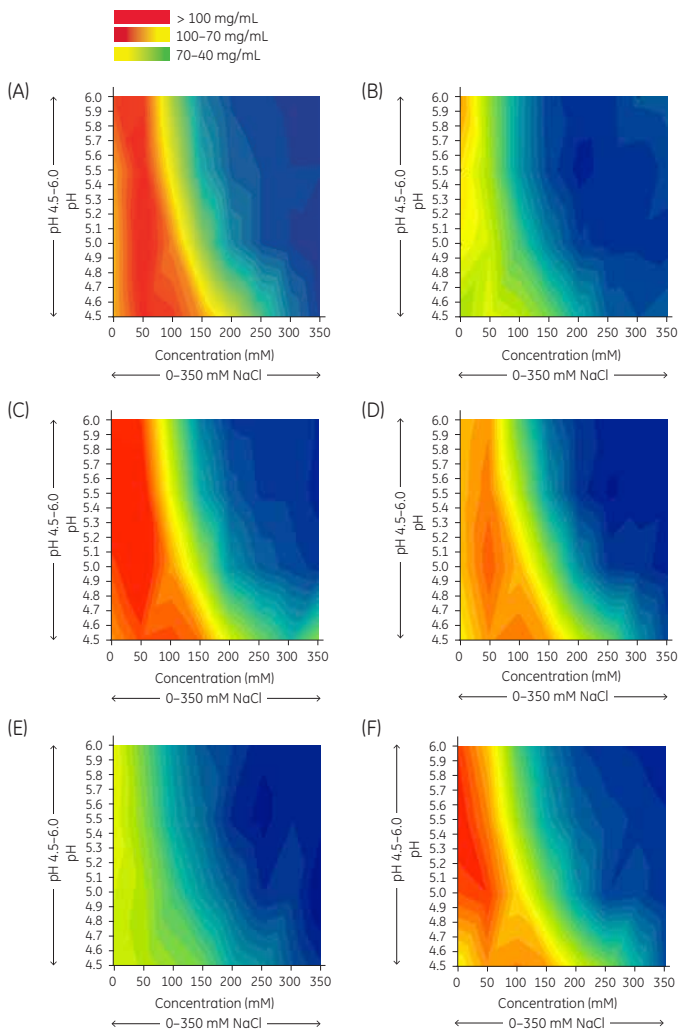 > 100 mg/mL
100–70 mg/mL
70–40 mg/mL
(A)
pH 4.5–6.0
pH
6.0
5.9
5.8
5.7
5.6
5.5
5.4
5.3
5.2
5.1
5.0
4.9
4.8
4.7
4.6
4.5
0 50 100 150 200 250 300 350
Concentration (mM)
0–350 mM NaCl
(B)
pH 4.5–6.0
pH
6.0
5.9
5.8
5.7
5.6
5.5
5.4
5.3
5.2
5.1
5.0
4.9
4.8
4.7
4.6
4.5
0 50 100 150 200 250 300 350
Concentration (mM)
0–350 mM NaCl
(C)
pH 4.5–6.0
pH
6.0
5.9
5.8
5.7
5.6
5.5
5.4
5.3
5.2
5.1
5.0
4.9
4.8
4.7
4.6
4.5
0 50 100 150 200 250 300 350
Concentration (mM)
0–350 mM NaCl
(D)
pH 4.5–6.0
pH
6.0
5.9
5.8
5.7
5.6
5.5
5.4
5.3
5.2
5.1
5.0
4.9
4.8
4.7
4.6
4.5
0 50 100 150 200 250 300 350
Concentration (mM)
0–350 mM NaCl
(E)
pH 4.5–6.0
pH
6.0
5.9
5.8
5.7
5.6
5.5
5.4
5.3
5.2
5.1
5.0
4.9
4.8
4.7
4.6
4.5
0 50 100 150 200 250 300 350
Concentration (mM)
0–350 mM NaCl
(F)
pH 4.5–6.0
pH
6.0
5.9
5.8
5.7
5.6
5.5
5.4
5.3
5.2
5.1
5.0
4.9
4.8
4.7
4.6
4.5
0 50 100 150 200 250 300 350
Concentration (mM)
0–350 mM NaCl